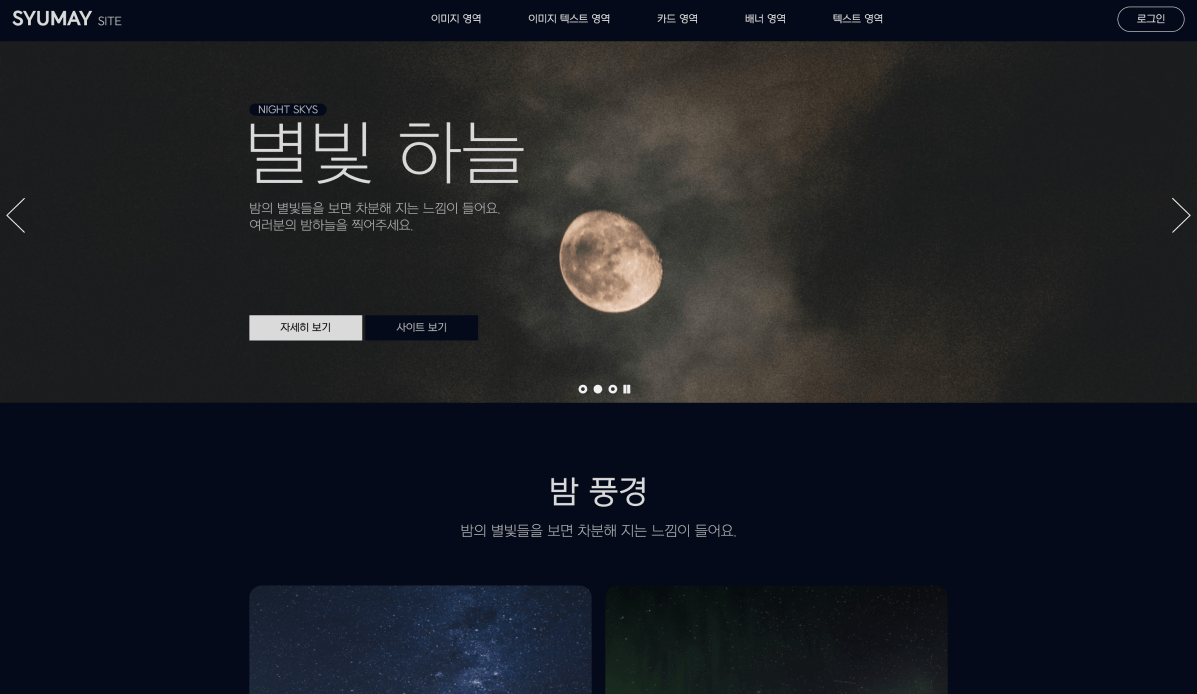 SYUMAY SITE
이미지 영역
이미지 텍스트 영역
카드 영역
배너 영역
텍스트 영역
로그인
NIGHT SKYS
별빛 하늘
밤의 별빛들을 보면 차분해 지는 느낌이 들어요.
여러분의 밤하늘을 찍어주세요.
자세히 보기
사이트 보기
밤 풍경
밤의 별빛들을 보면 차분해 지는 느낌이 들어요.